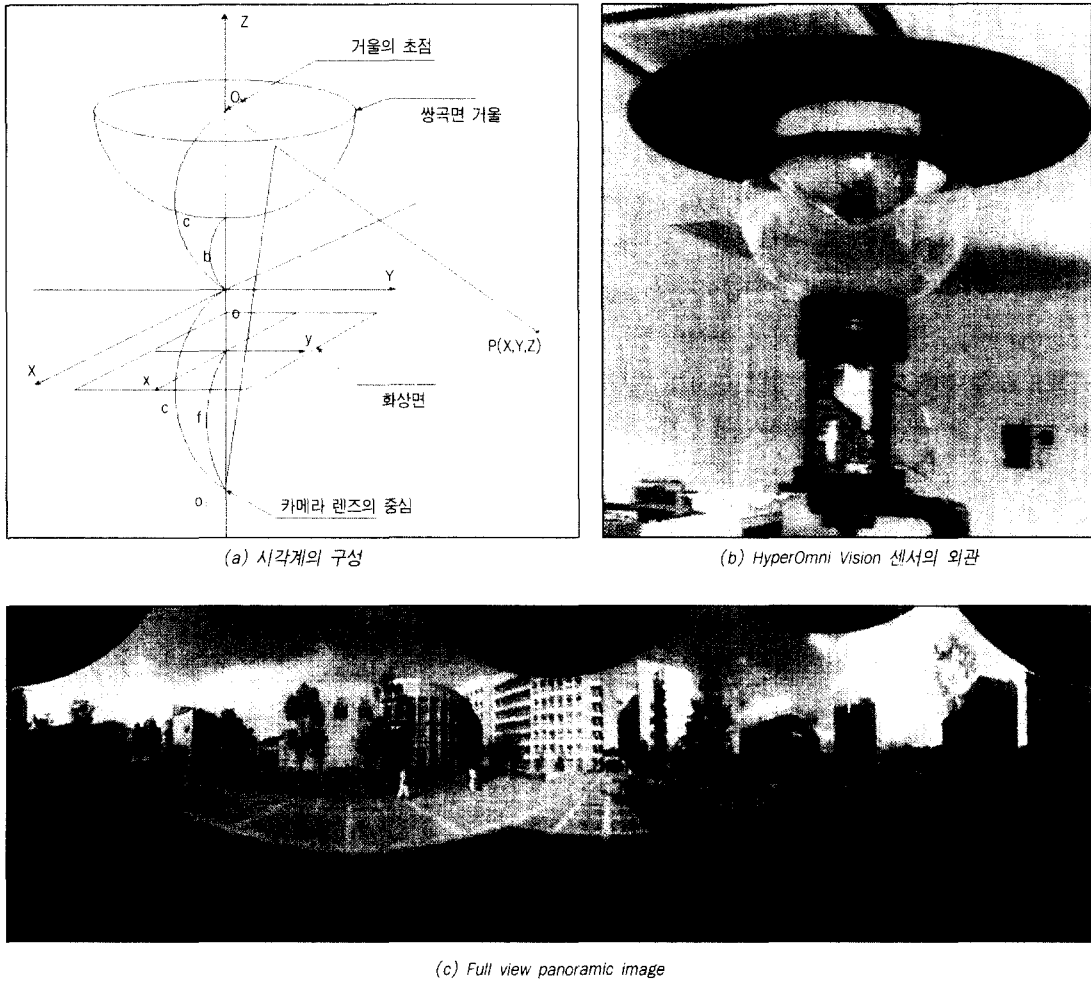 Z
거울의 초점
O
쌍곡면 거울
c
b
Y
o
y
P(X,Y,Z)
X
x
화상면
c
f
o
카메라 렌즈의 중심
(a) 시각계의 구성
(b) HyperOmni Vision 센서의 외관
(c) Full view panoramic image